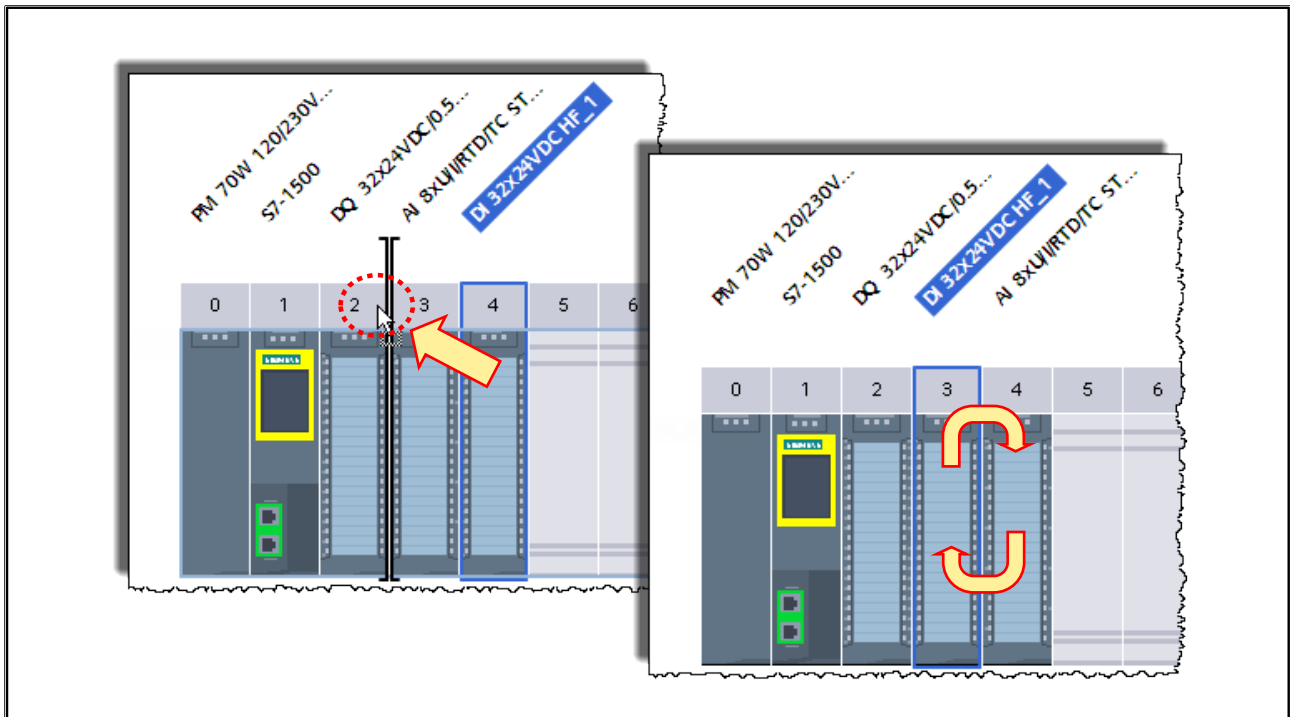 PM 70W 120/230V...
S7-1500
DQ 32x24VDC/0.5...
AI 8xU/I/RTD/TC ST...
DI 32x24VDC HF_1
0 1 2 3 4 5 6
SIEMENS
PM 70W 120/230V...
S7-1500
DQ 32x24VDC/0.5...
DI 32x24VDC HF_1
AI 8xU/I/RTD/TC ST...
0 1 2 3 4 5 6
SIEMENS